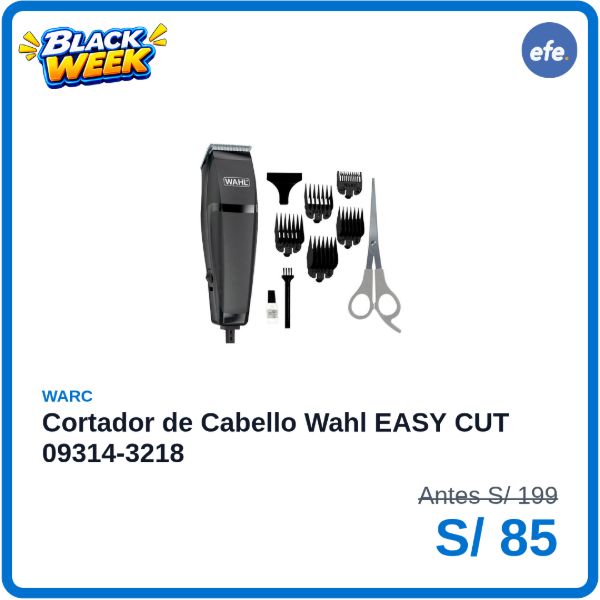 BLACK
WEEK
efe.
WAHL
WARC
Cortador de Cabello Wahl EASY CUT
09314-3218
Antes S/ 199
S/ 85